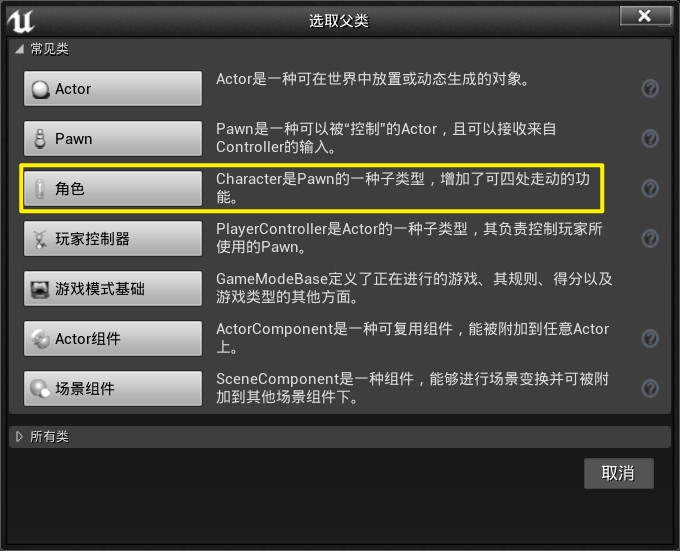 选取父类
常见类
Actor
Actor是一种可在世界中放置或动态生成的对象。
Pawn
Pawn是一种可以被“控制”的Actor，且可以接收来自
Controller的输入。
角色
Character是Pawn的一种子类型，增加了可四处走动的功
能。
玩家控制器
PlayerController是Actor的一种子类型，其负责控制玩家所
使用的Pawn。
游戏模式基础
GameModeBase定义了正在进行的游戏、其规则、得分以及
游戏类型的其他方面。
Actor组件
ActorComponent是一种可复用组件，能被附加到任意Actor
上。
场景组件
SceneComponent是一种组件，能够进行场景变换并可被附
加到其他场景组件下。
所有类
取消